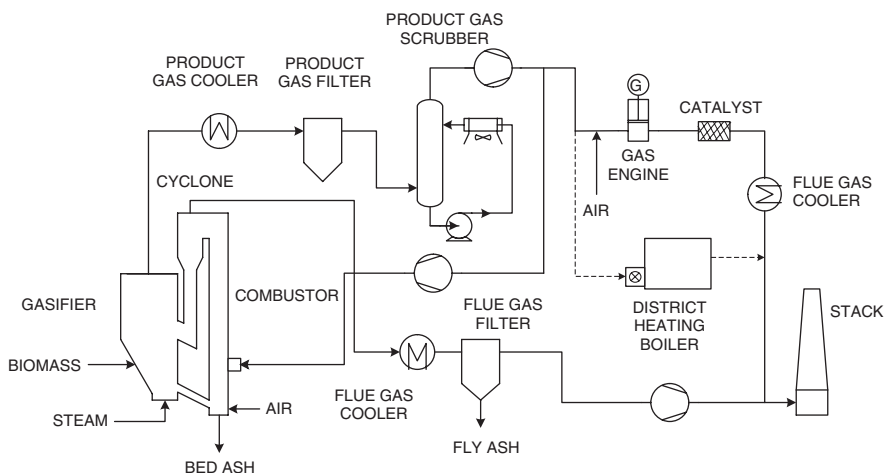 PRODUCT GAS
SCRUBBER
PRODUCT
GAS COOLER
PRODUCT
GAS FILTER
G
CATALYST
GAS
ENGINE
FLUE GAS
COOLER
CYCLONE
AIR
GASIFIER
COMBUSTOR
FLUE GAS
FILTER
DISTRICT
HEATING
BOILER
STACK
BIOMASS
FLUE GAS
COOLER
STEAM
AIR
FLY ASH
BED ASH